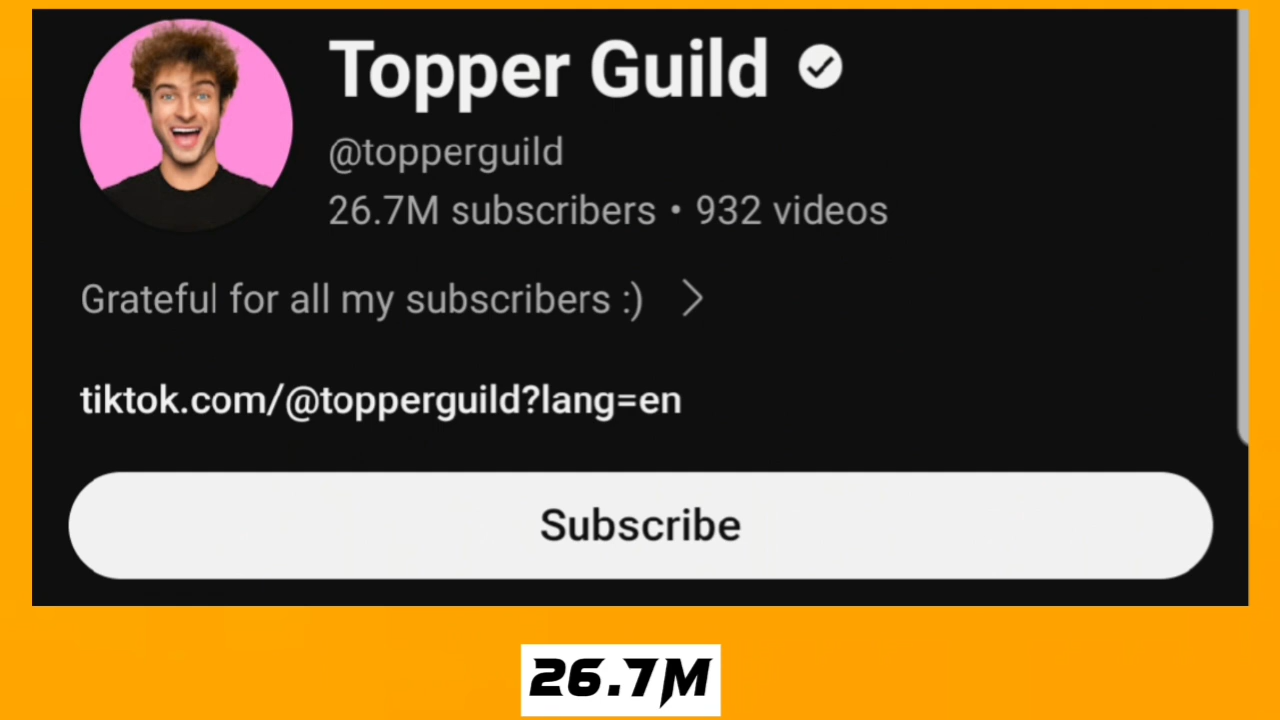 Topper Guild
@topperguild
26.7M subscribers • 932 videos
Grateful for all my subscribers :)
tiktok.com/@topperguild?lang=en
Subscribe
26.7M